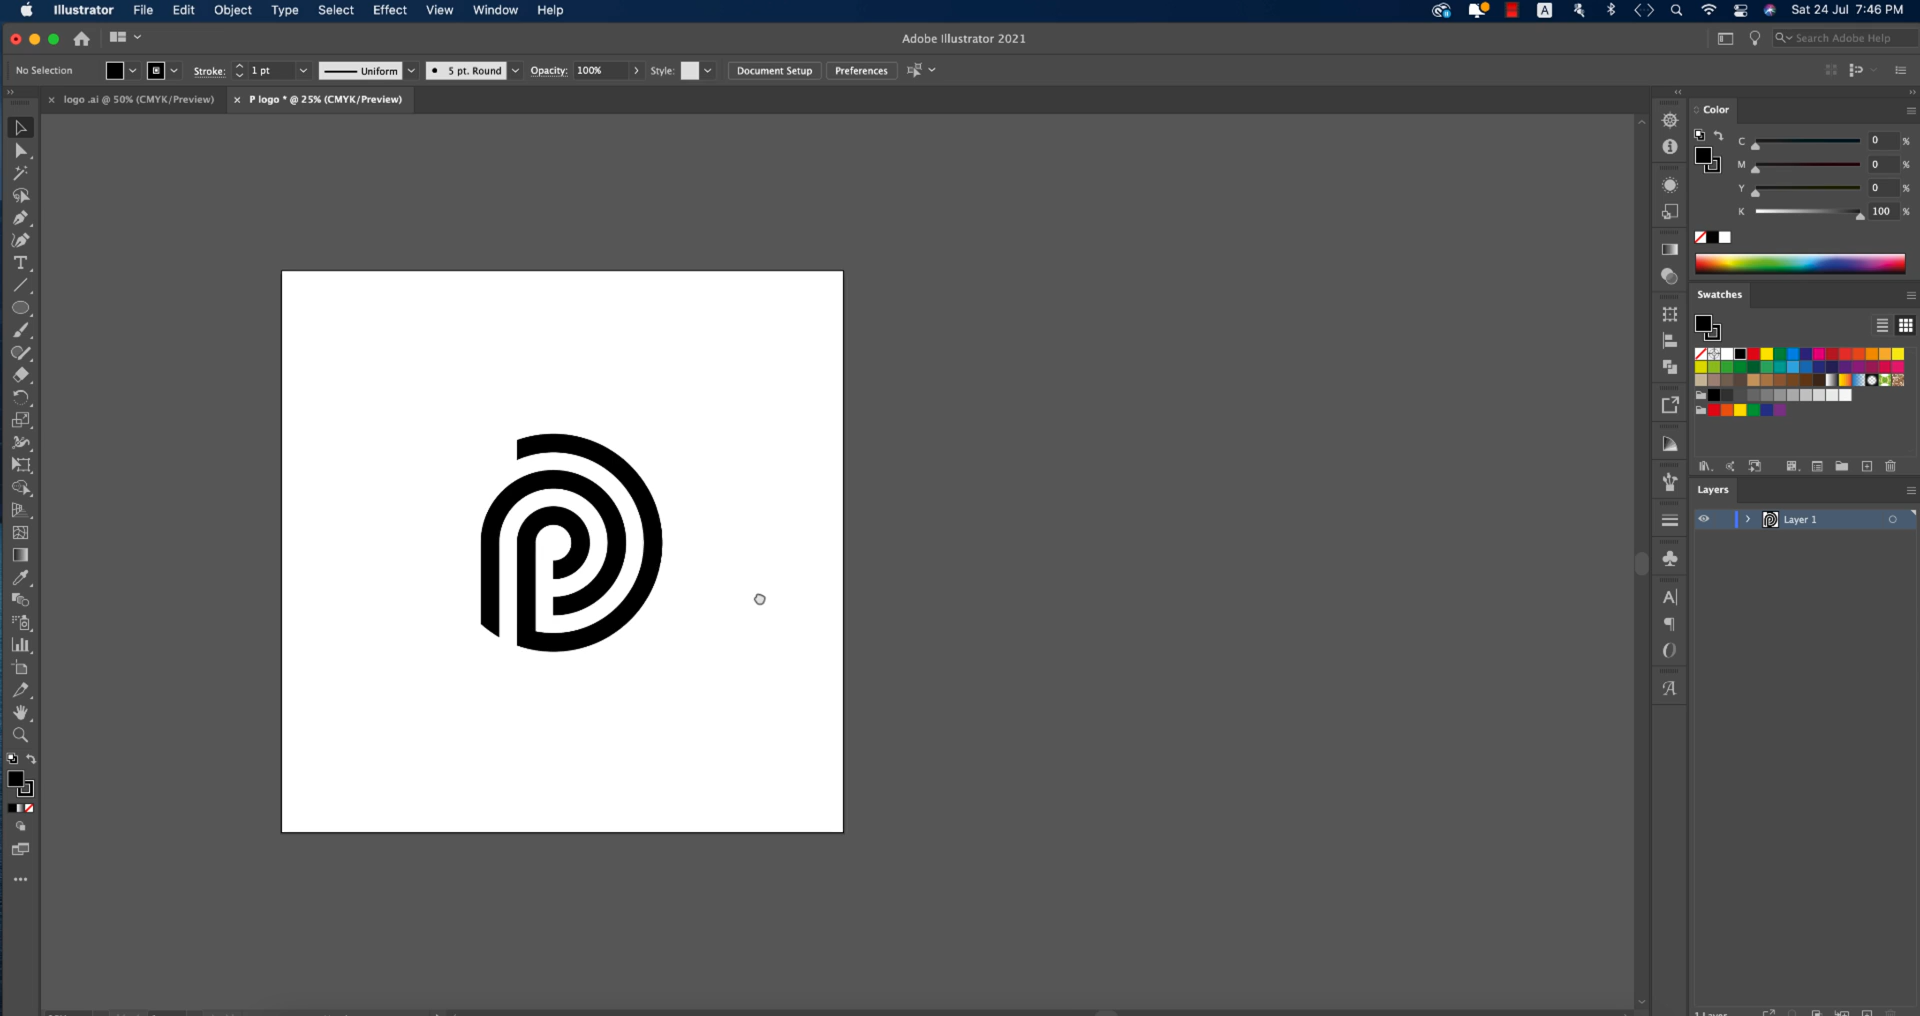 Illustrator File Edit Object Type Select Effect View Window Help A Sat 24 Jul 7:46 PM
Adobe Illustrator 2021 Search Adobe Help
No Selection Stroke: 1 pt Uniform 5 pt. Round Opacity: 100% Style: Document Setup Preferences
× logo .ai @ 50% (CMYK/Preview) × P logo * @ 25% (CMYK/Preview)
Color
C 0 %
M 0 %
Y 0 %
K 100 %
Swatches
Layers
Layer 1